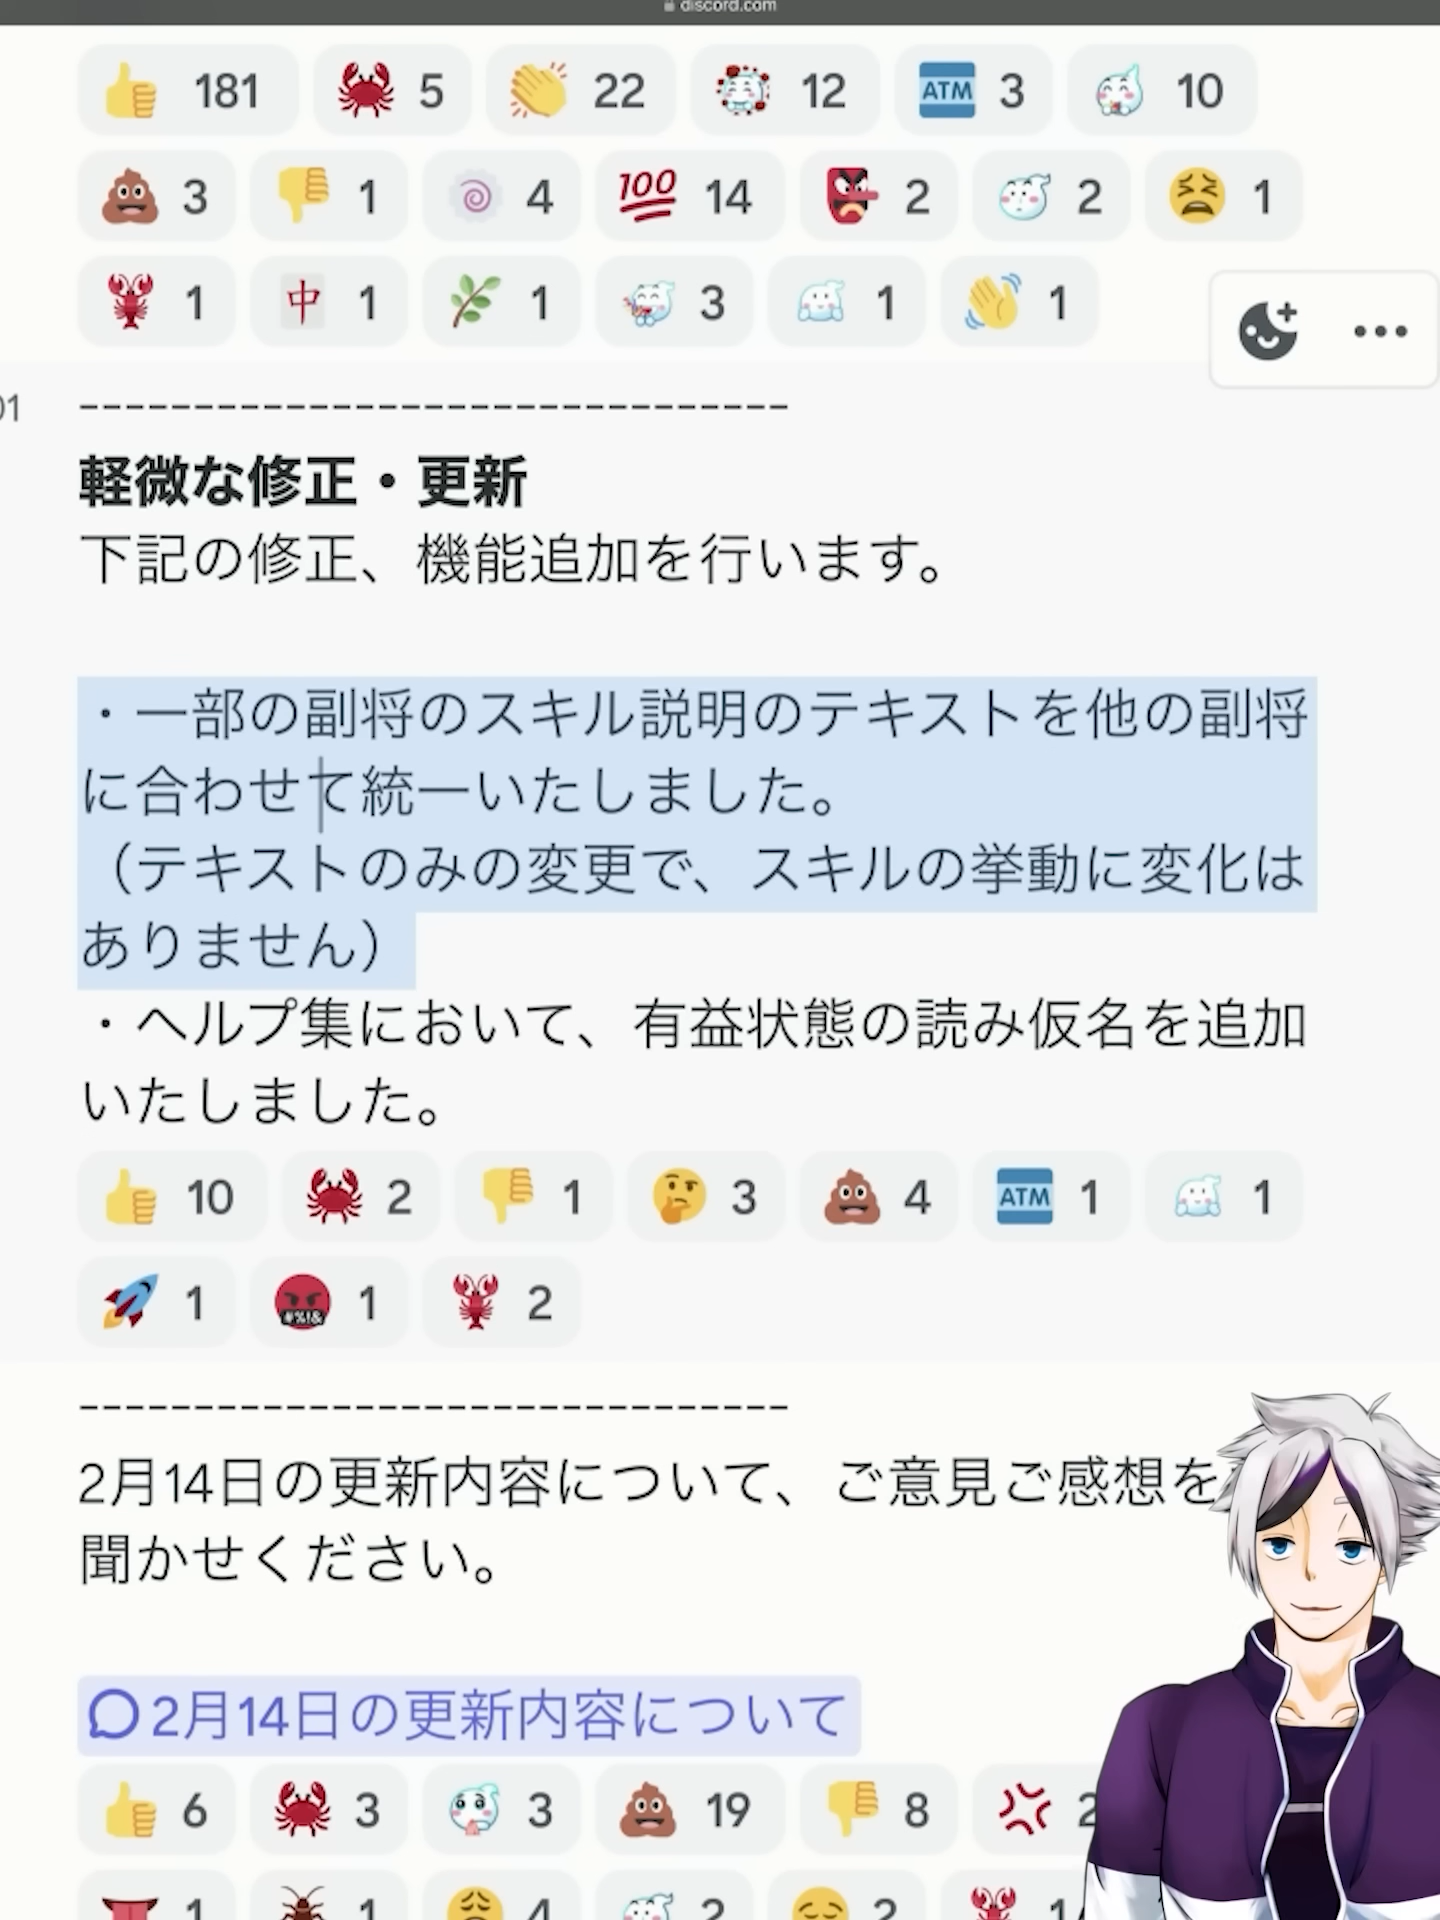 discord.com
181 5 22 12 ATM 3 10
3 1 4 100 14 2 2 1
1 中 1 1 3 1 1
01 -------------------------------
軽微な修正・更新
下記の修正、機能追加を行います。
・一部の副将のスキル説明のテキストを他の副将
に合わせて統一いたしました。
（テキストのみの変更で、スキルの挙動に変化は
ありません）
・ヘルプ集において、有益状態の読み仮名を追加
いたしました。
10 2 1 3 4 ATM 1 1
1 1 2
-------------------------------
2月14日の更新内容について、ご意見ご感想を
聞かせください。
2月14日の更新内容について
6 3 3 19 8 2
1 1 4 2 2 1